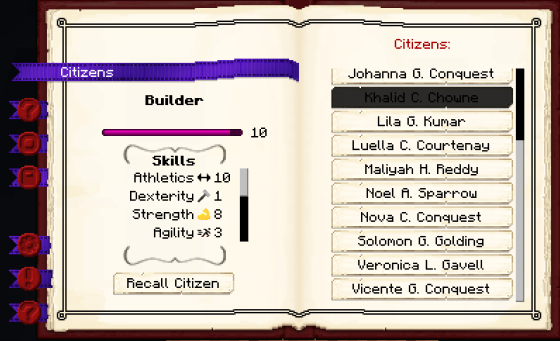 Citizens
Builder
10
Skills
Athletics 10
Dexterity 1
Strength 8
Agility 3
Recall Citizen
Citizens:
Johanna G. Conquest
Khalid C. Chowne
Lila G. Kumar
Luella C. Courtenay
Maliyah H. Reddy
Noel A. Sparrow
Nova C. Conquest
Solomon G. Golding
Veronica L. Gavell
Vicente G. Conquest